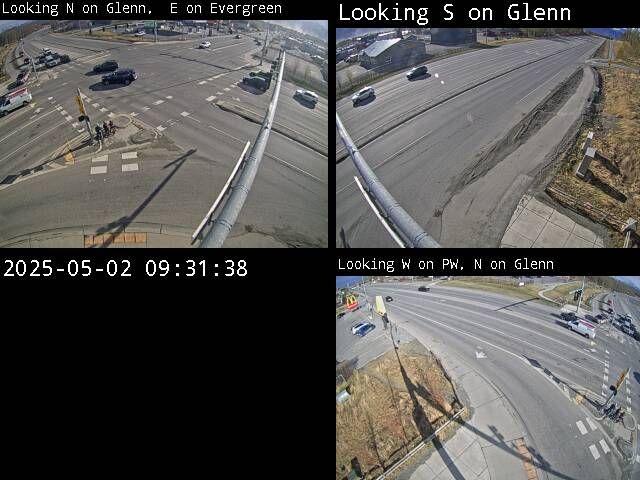 Looking N on Glenn,  E on Evergreen
Looking S on Glenn
2025-05-02 09:31:38
Looking W on PW, N on Glenn